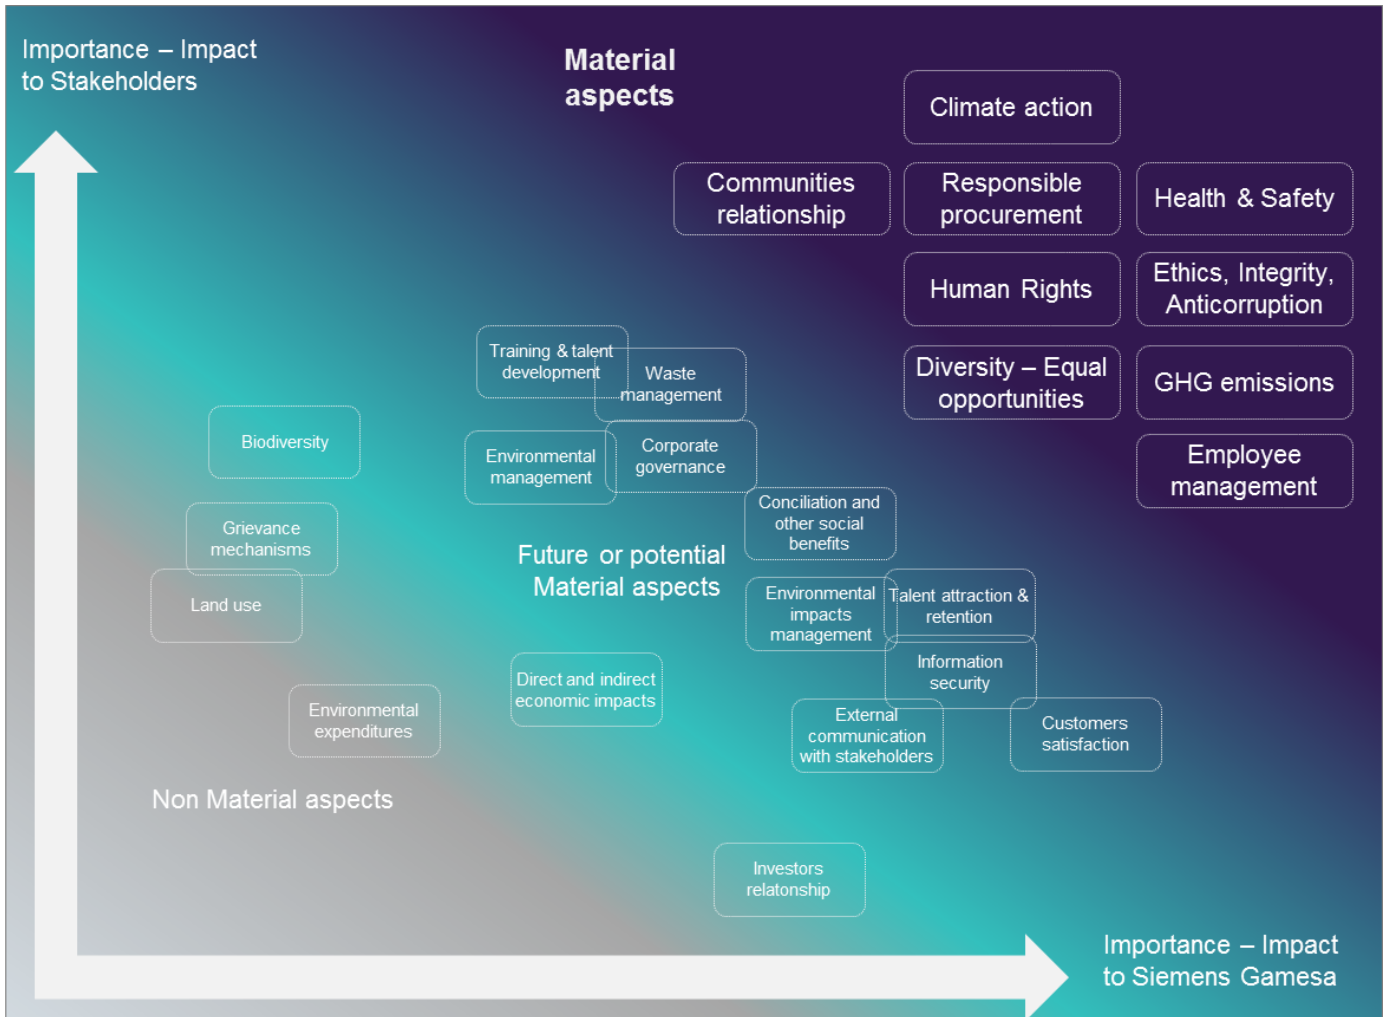 Importance – Impact
to Stakeholders
Material
aspects
Climate action
Communities
relationship
Responsible
procurement
Health & Safety
Human Rights
Ethics, Integrity,
Anticorruption
Training & talent
development
Waste
management
Diversity – Equal
opportunities
GHG emissions
Biodiversity
Environmental
management
Corporate
governance
Employee
management
Grievance
mechanisms
Conciliation and
other social
benefits
Future or potential
Material aspects
Land use
Environmental
impacts
management
Talent attraction &
retention
Information
security
Direct and indirect
economic impacts
Environmental
expenditures
External
communication
with stakeholders
Customers
satisfaction
Non Material aspects
Investors
relatonship
Importance – Impact
to Siemens Gamesa